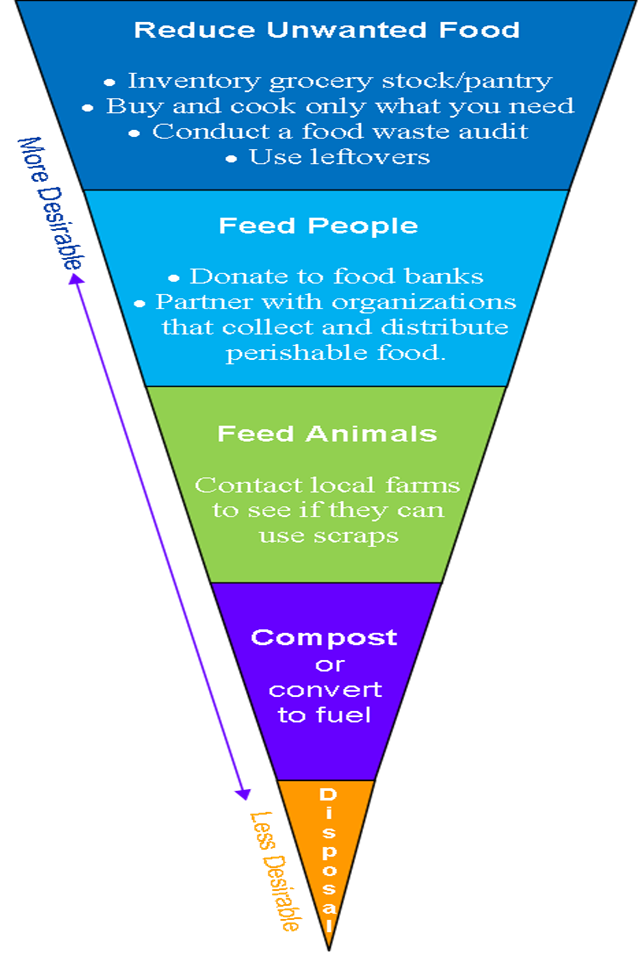 Reduce Unwanted Food
• Inventory grocery stock/pantry
• Buy and cook only what you need
• Conduct a food waste audit
• Use leftovers
More Desirable
Feed People
• Donate to food banks
• Partner with organizations
that collect and distribute
perishable food.
Feed Animals
Contact local farms
to see if they can
use scraps
Compost
or
convert
to fuel
Less Desirable
Disposal